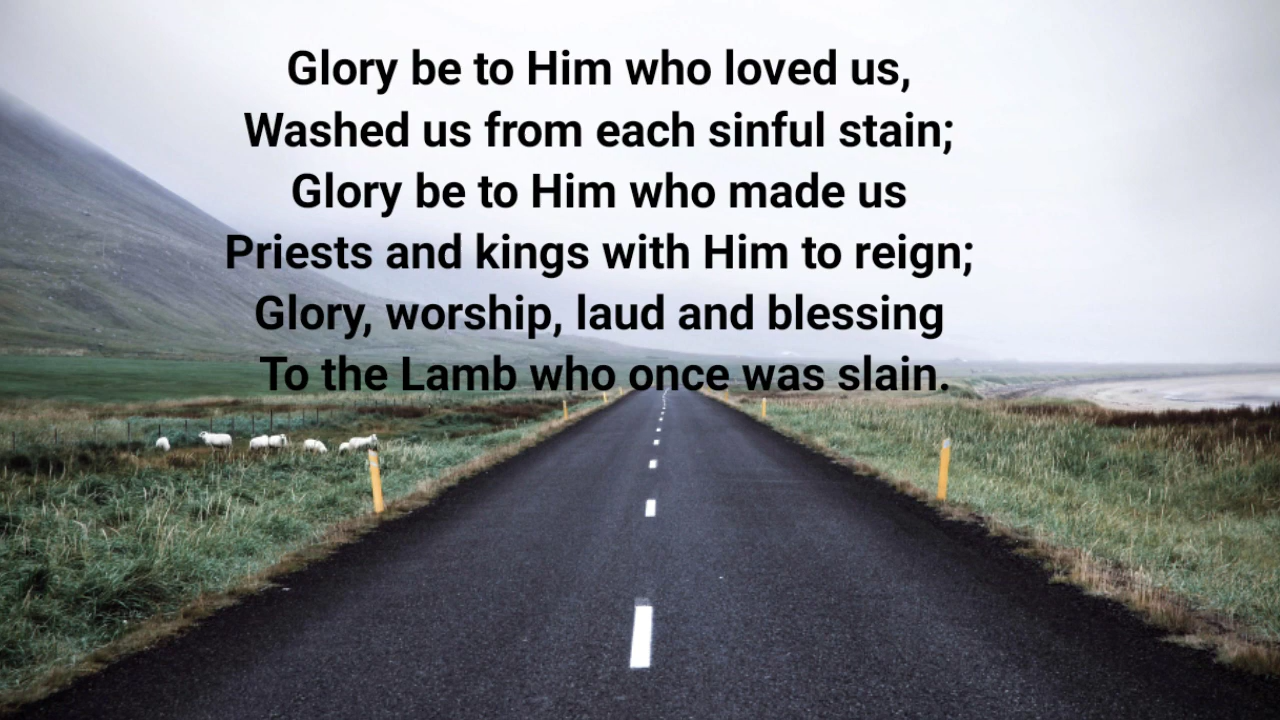 Glory be to Him who loved us,
Washed us from each sinful stain;
Glory be to Him who made us
Priests and kings with Him to reign;
Glory, worship, laud and blessing
To the Lamb who once was slain.